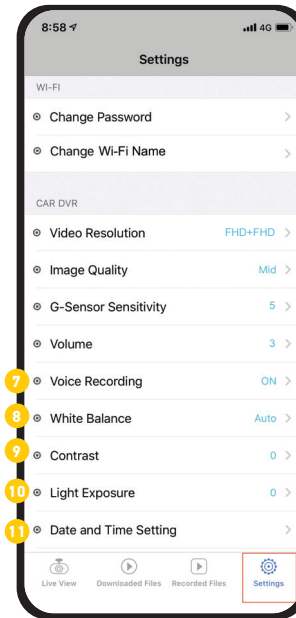 8:58 4G
Settings
WI-FI
Change Password
Change Wi-Fi Name
CAR DVR
Video Resolution FHD+FHD
Image Quality Mid
G-Sensor Sensitivity 5
Volume 3
7 Voice Recording ON
8 White Balance Auto
9 Contrast 0
10 Light Exposure 0
11 Date and Time Setting
Live View Downloaded Files Recorded Files Settings